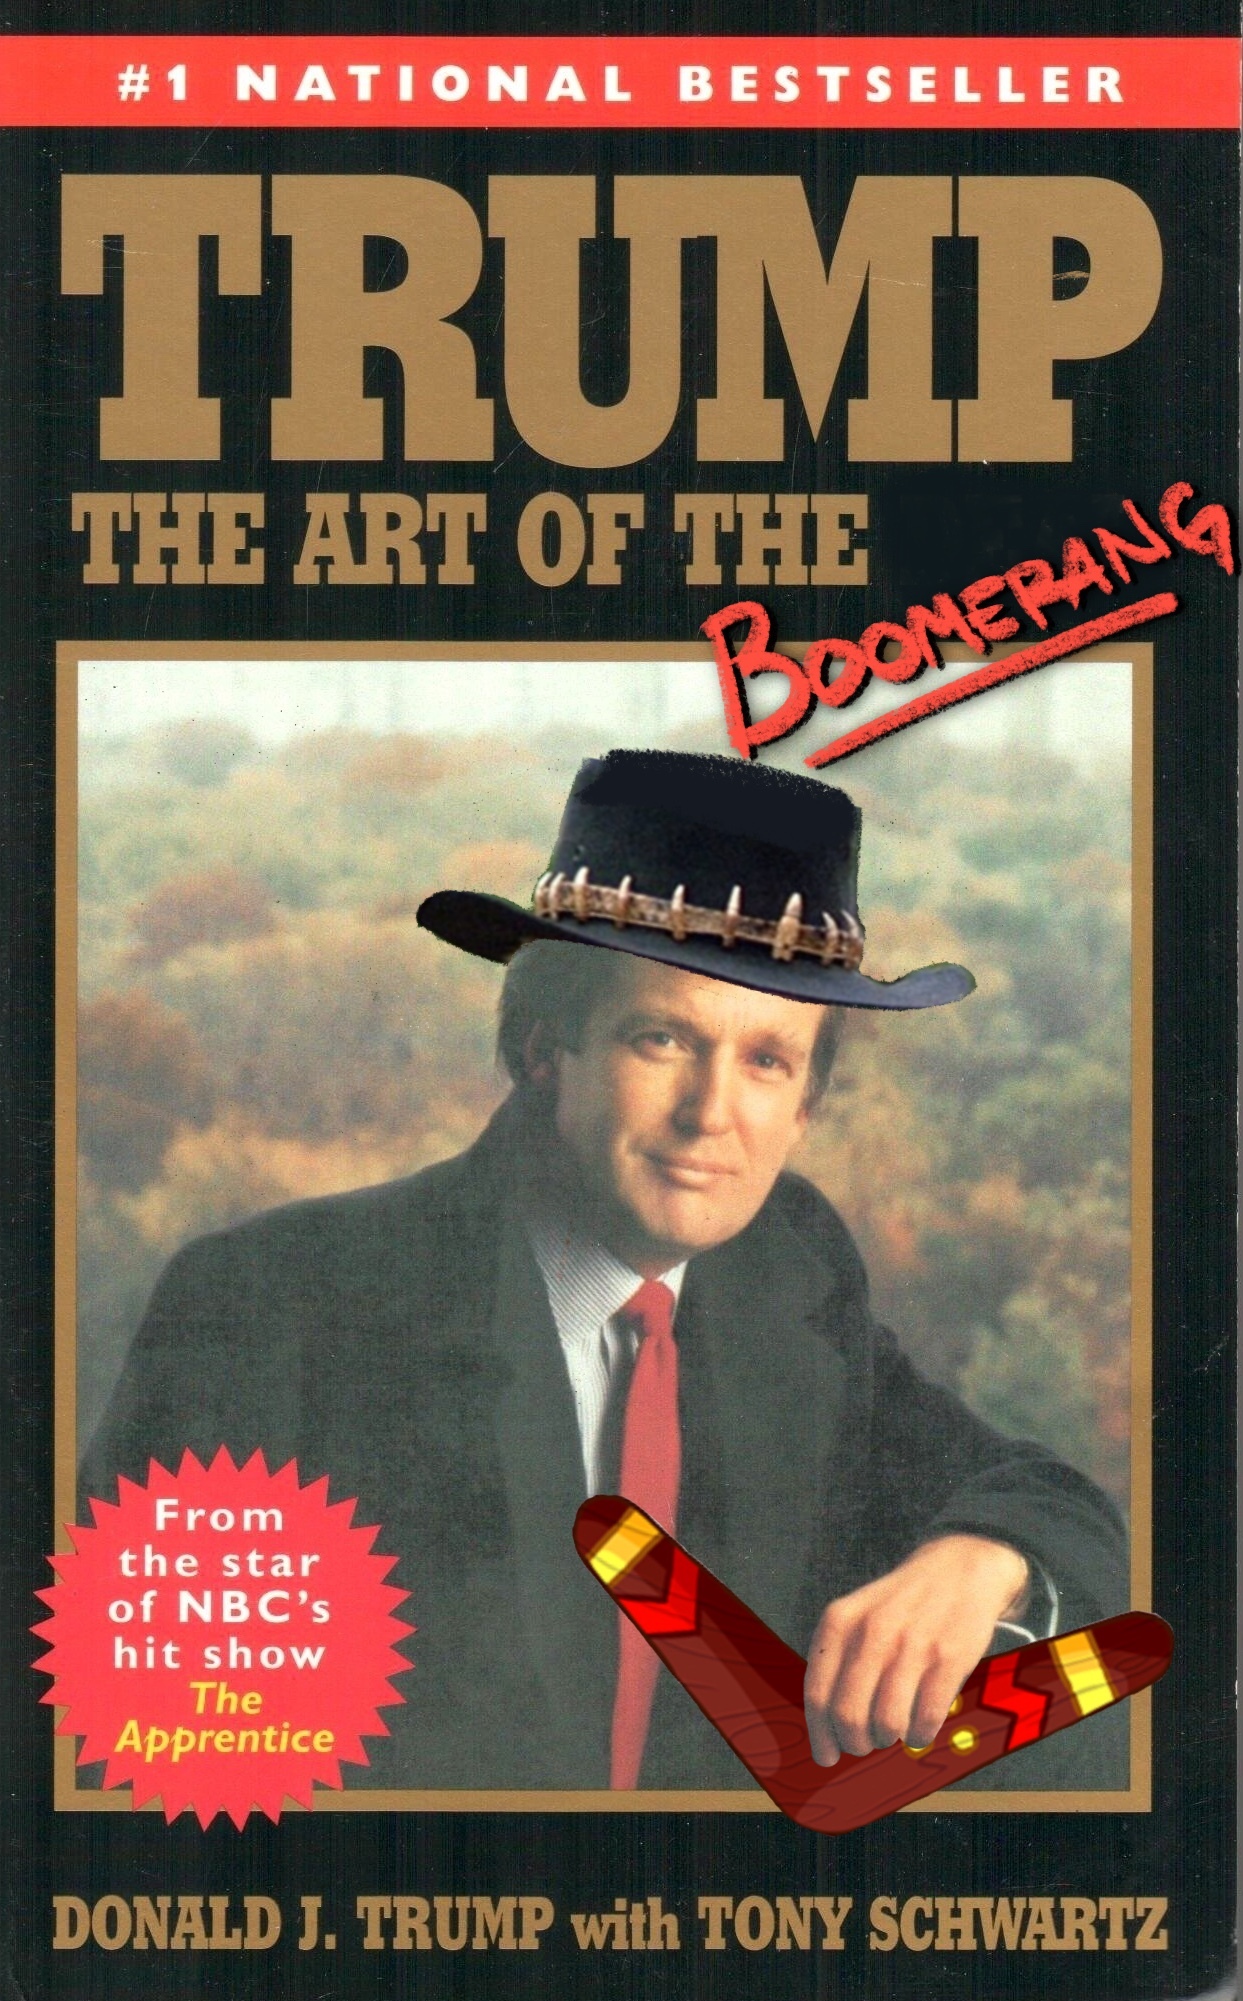 #1 NATIONAL BESTSELLER
TRUMP
THE ART OF THE
BOOMERANG
From
the star
of NBC's
hit show
The
Apprentice
DONALD J. TRUMP with TONY SCHWARTZ